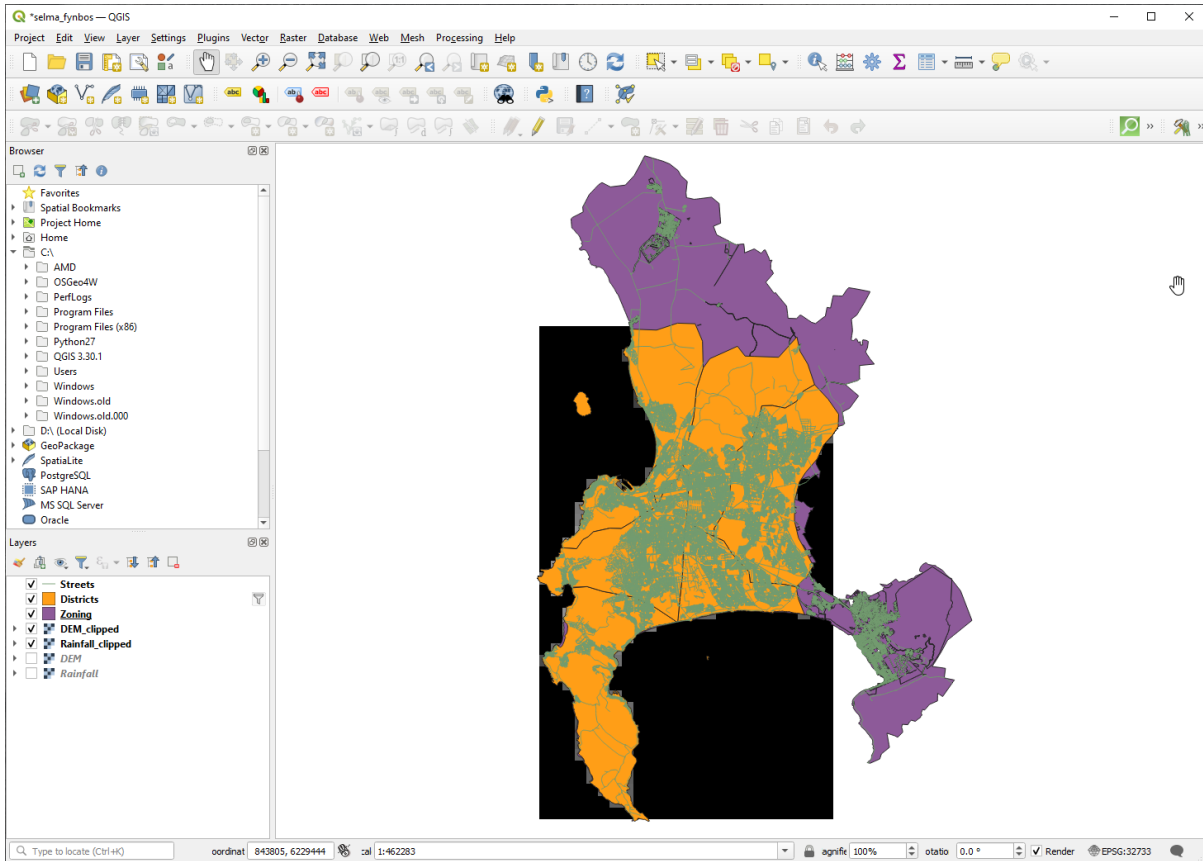 *selma_fynbos — QGIS
Project Edit View Layer Settings Plugins Vector Raster Database Web Mesh Processing Help
abc abc abc
Browser
Favorites
Spatial Bookmarks
Project Home
Home
C:\
AMD
OSGeo4W
PerfLogs
Program Files
Program Files (x86)
Python27
QGIS 3.30.1
Users
Windows
Windows.old
Windows.old.000
D:\ (Local Disk)
GeoPackage
SpatiaLite
PostgreSQL
SAP HANA
MS SQL Server
Oracle
Layers
Streets
Districts
Zoning
DEM_clipped
Rainfall_clipped
DEM
Rainfall
Type to locate (Ctrl+K) oordinat 843805, 6229444 :al 1:462283 agnifie 100% otatio 0.0 ° Render EPSG:32733